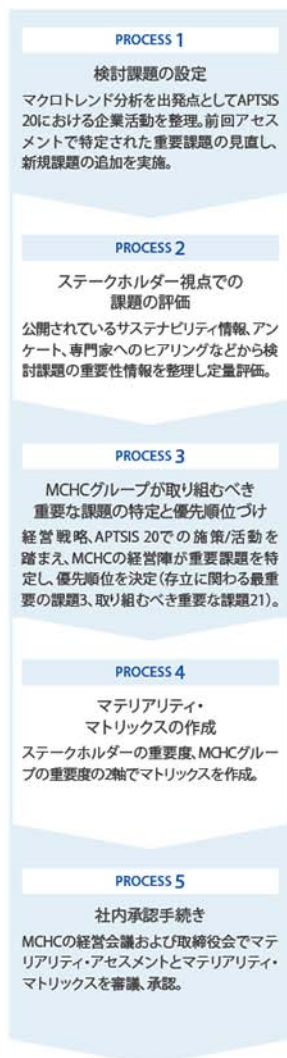 PROCESS 1
検討課題の設定
マクロトレンド分析を出発点としてAPTSIS
20における企業活動を整理。前回アセス
メントで特定された重要課題の見直し、
新規課題の追加を実施。
PROCESS 2
ステークホルダー視点での
課題の評価
公開されているサステナビリティ情報、アン
ケート、専門家へのヒアリングなどから検
討課題の重要性情報を整理し定量評価。
PROCESS 3
MCHCグループが取り組むべき
重要な課題の特定と優先順位づけ
経営戦略、APTSIS 20での施策/活動を
踏まえ、MCHCの経営陣が重要課題を特
定し、優先順位を決定(存立に関わる最重
要の課題3、取り組むべき重要な課題21)。
PROCESS 4
マテリアリティ・
マトリックスの作成
ステークホルダーの重要度、MCHCグルー
プの重要度の2軸でマトリックスを作成。
PROCESS 5
社内承認手続き
MCHCの経営会議および取締役会でマテ
リアリティ・アセスメントとマテリアリティ・
マトリックスを審議、承認。